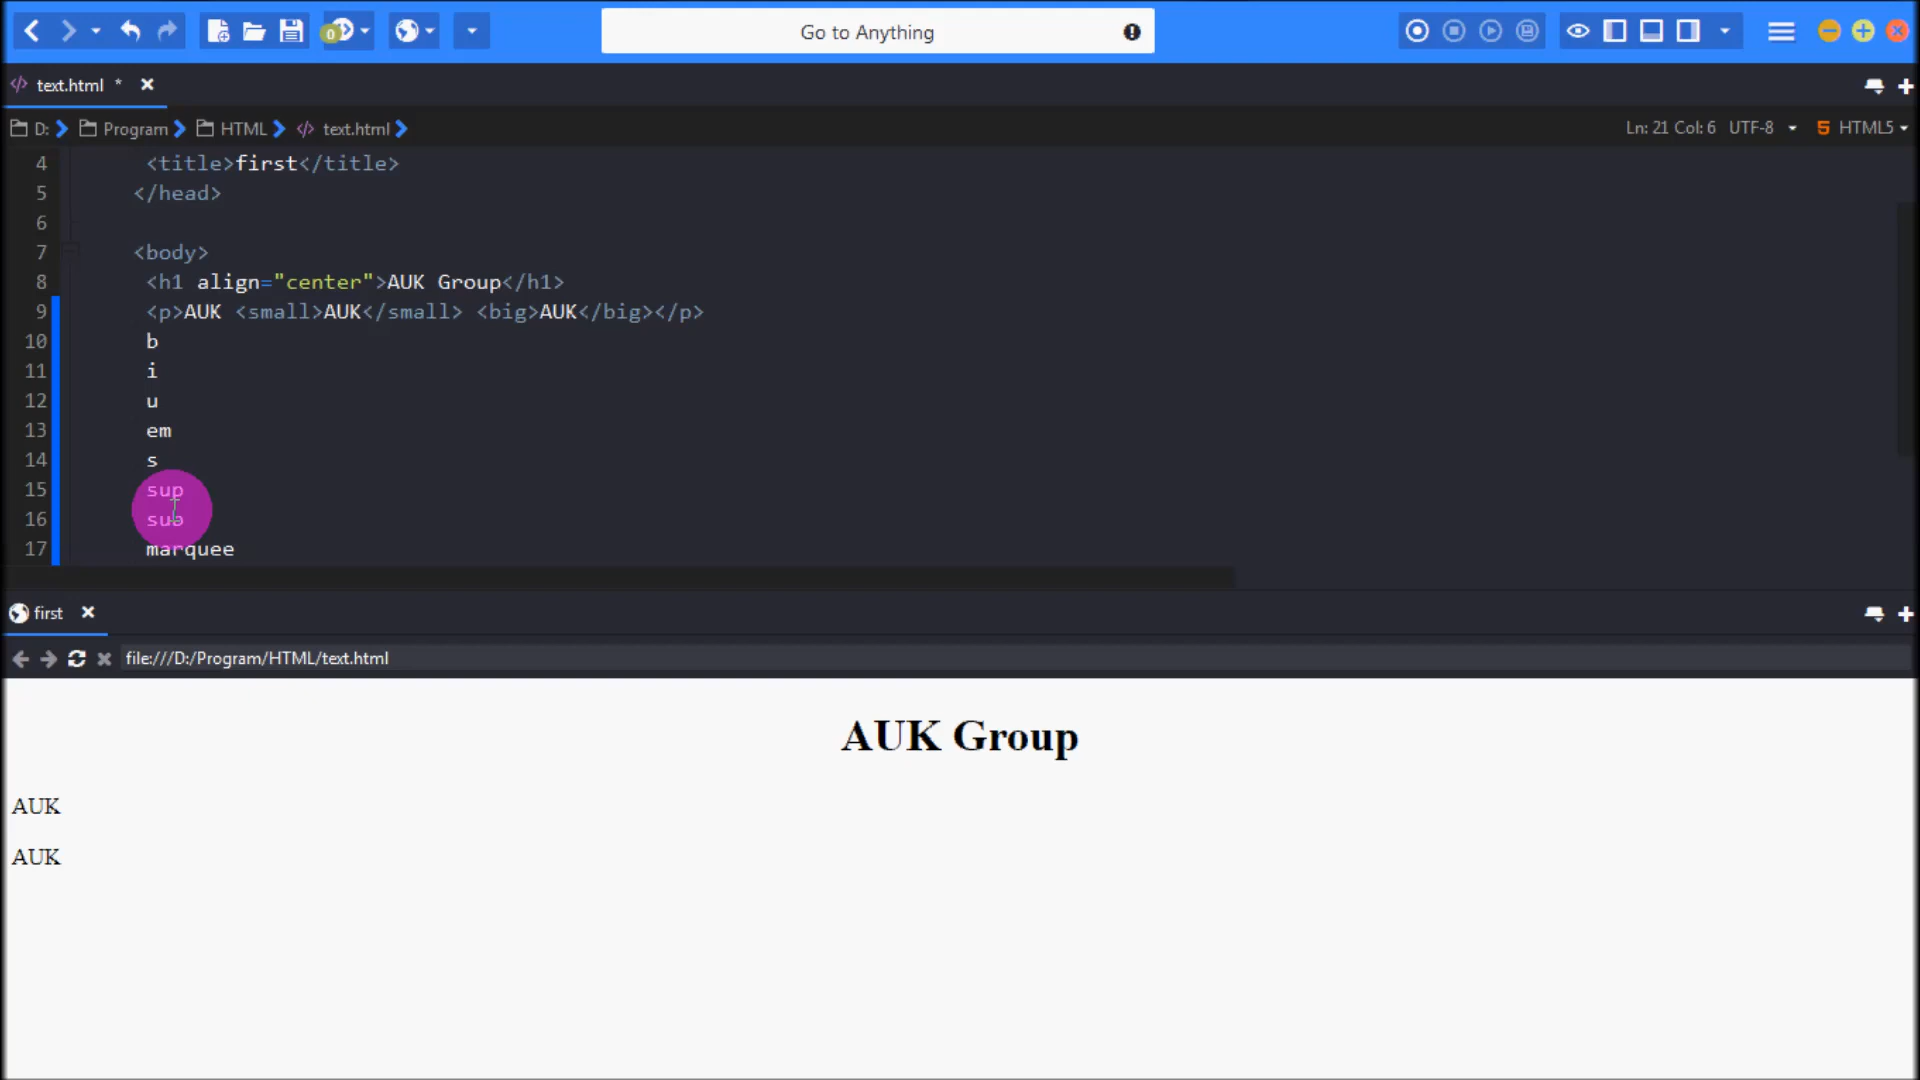 0
Go to Anything
text.html *
D: Program HTML text.html
Ln: 21 Col: 6 UTF-8 HTML5
4 <title>first</title>
5 </head>
6
7 <body>
8 <h1 align="center">AUK Group</h1>
9 <p>AUK <small>AUK</small> <big>AUK</big></p>
10 b
11 i
12 u
13 em
14 s
15 sup
16 sub
17 marquee
first
file:///D:/Program/HTML/text.html
AUK Group
AUK
AUK